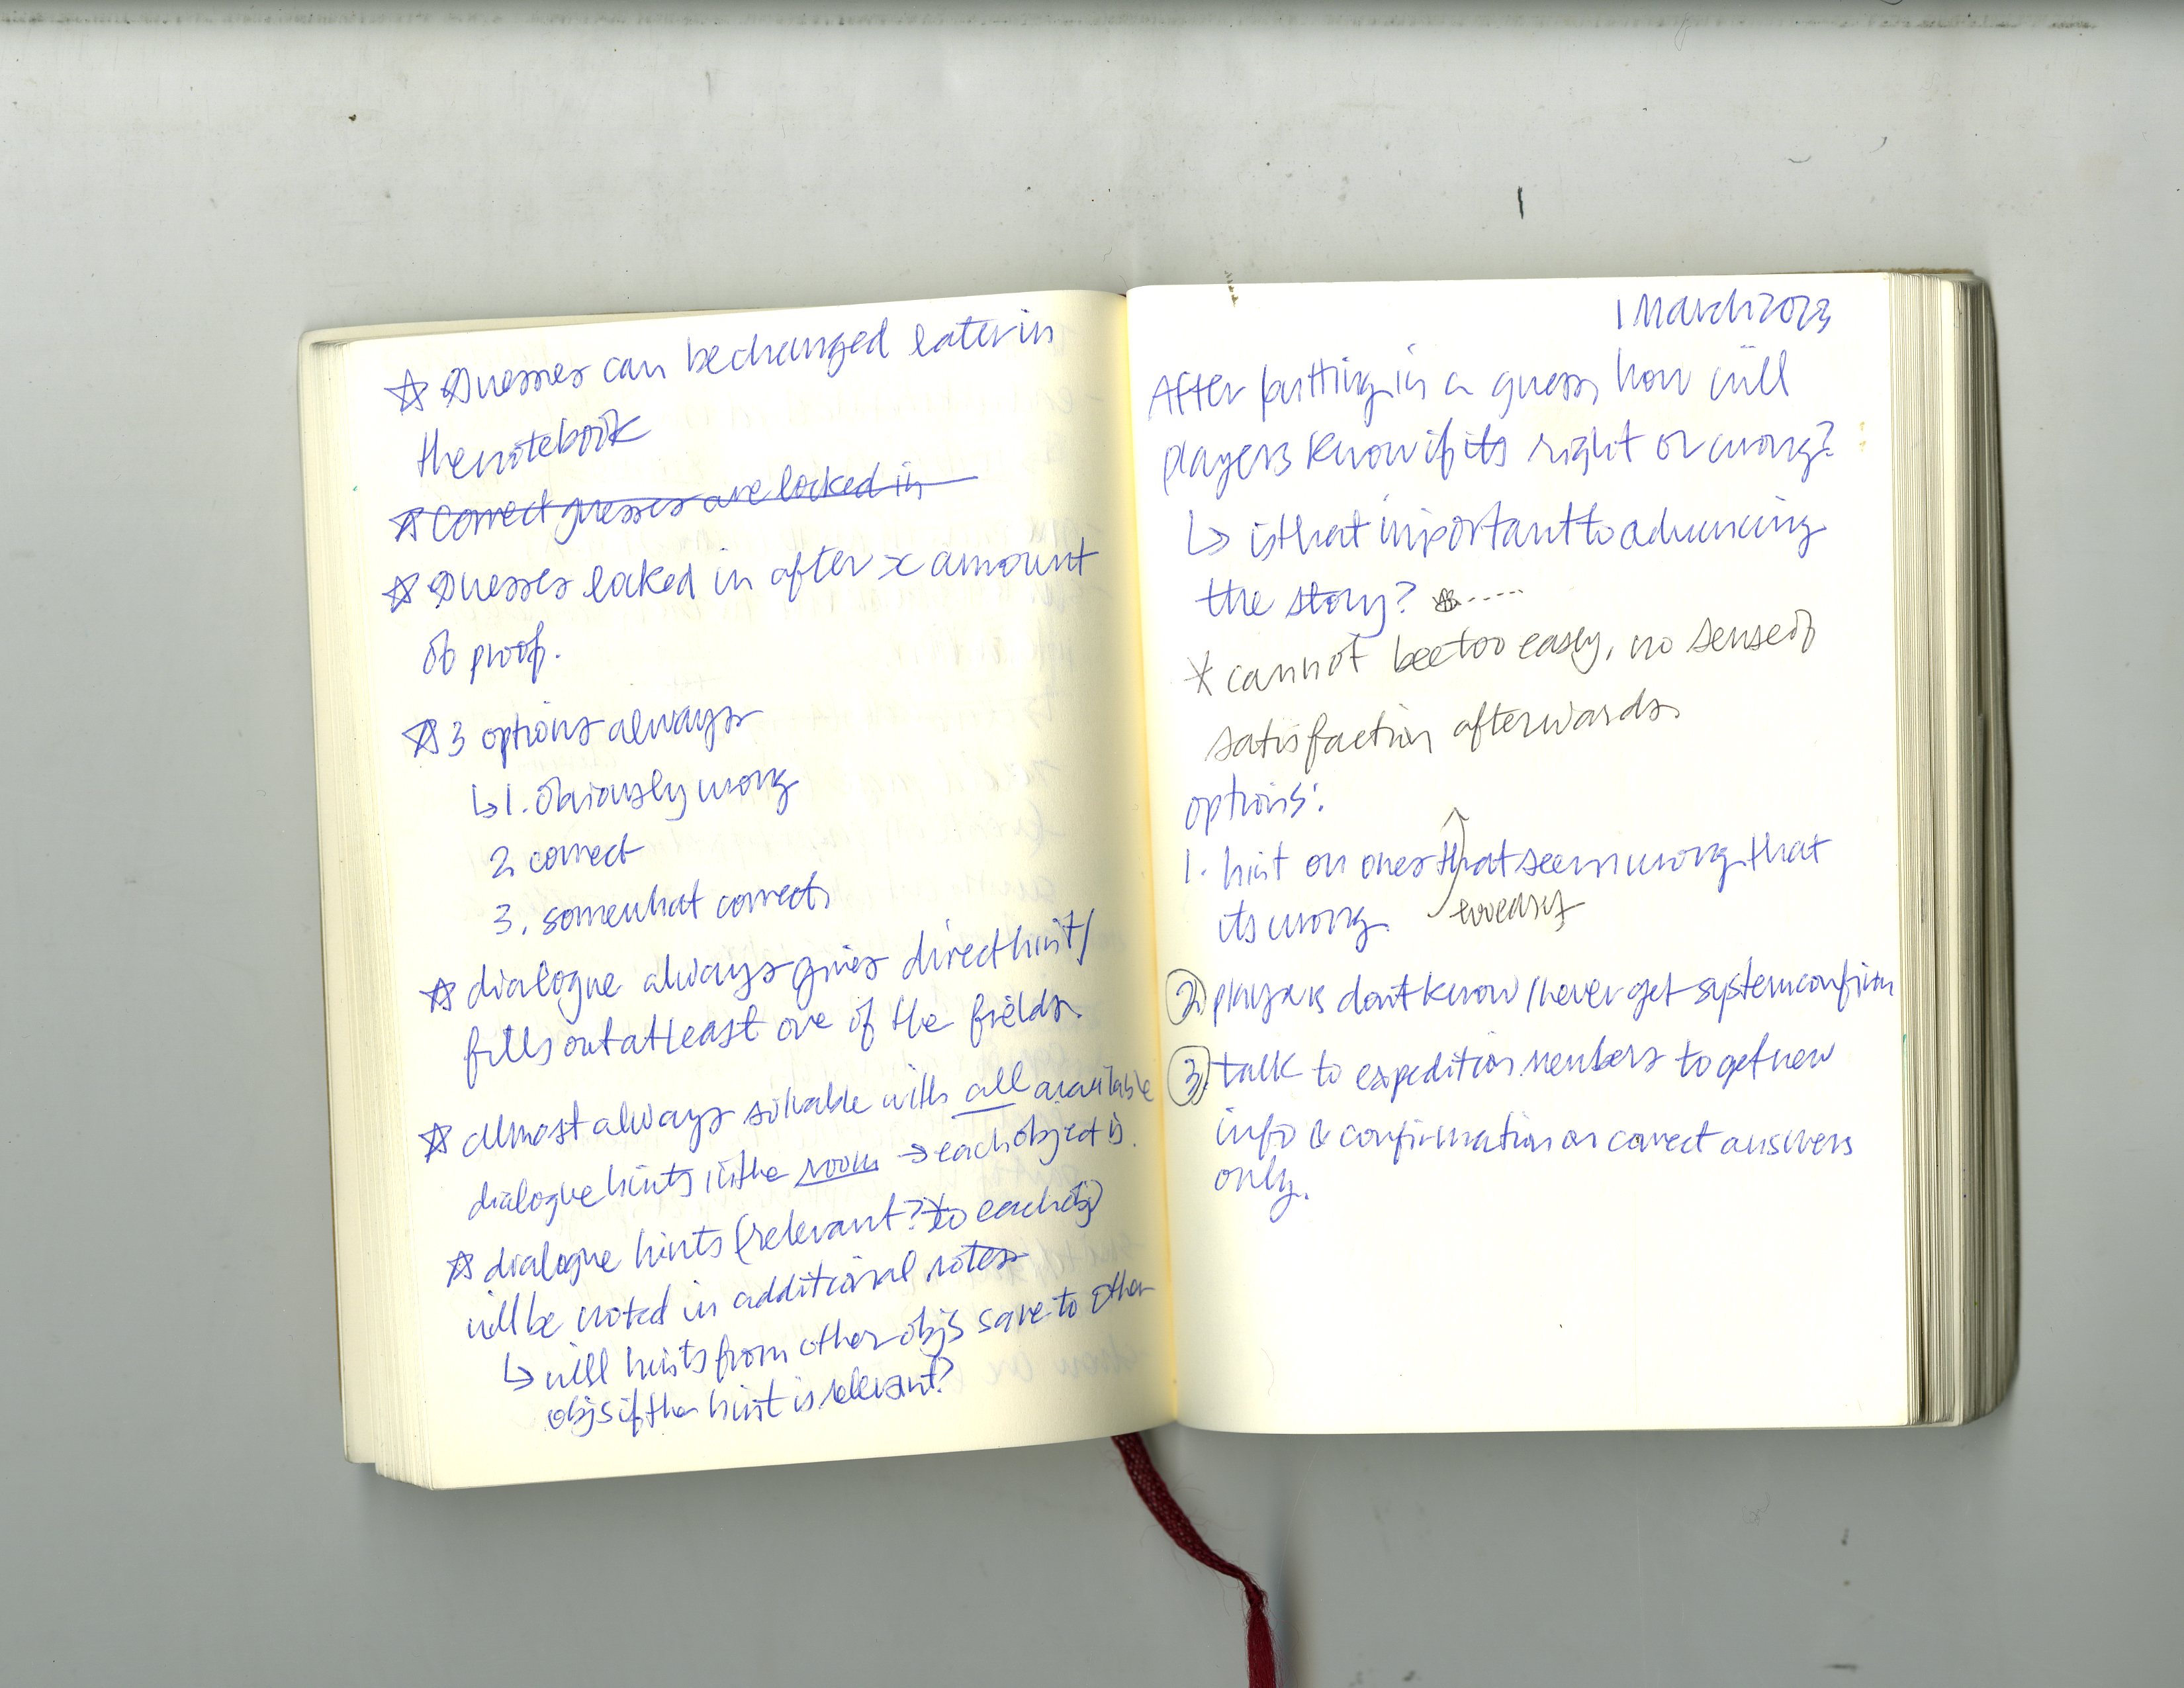 ☆ Guesses can be changed later in
the notebook
☆ Correct guesses are locked in
☆ Guesses locked in after x amount
of proof.
☆ 3 options always
↳ 1. obviously wrong
2. correct
3. somewhat correct
☆ dialogue always gives direct hint /
fills out at least one of the fields.
☆ almost always solvable with all available
dialogue hints in the room → each object is.
☆ dialogue hints (relevant? to each obj)
will be noted in additional notes
↳ will hints from other objs save to other
objs if the hint is relevant?
1 March 2023
After putting in a guess, how will
players know if its right or wrong?
↳ is that important to advancing
the story?
* cannot bee too easy, no sense of
satisfaction afterwards.
options:
1. hint on ones that seem wrong that
its wrong. too easy
2. players dont know / never get system confirm
3. talk to expedition members to get new
info & confirmation on correct answers
only.